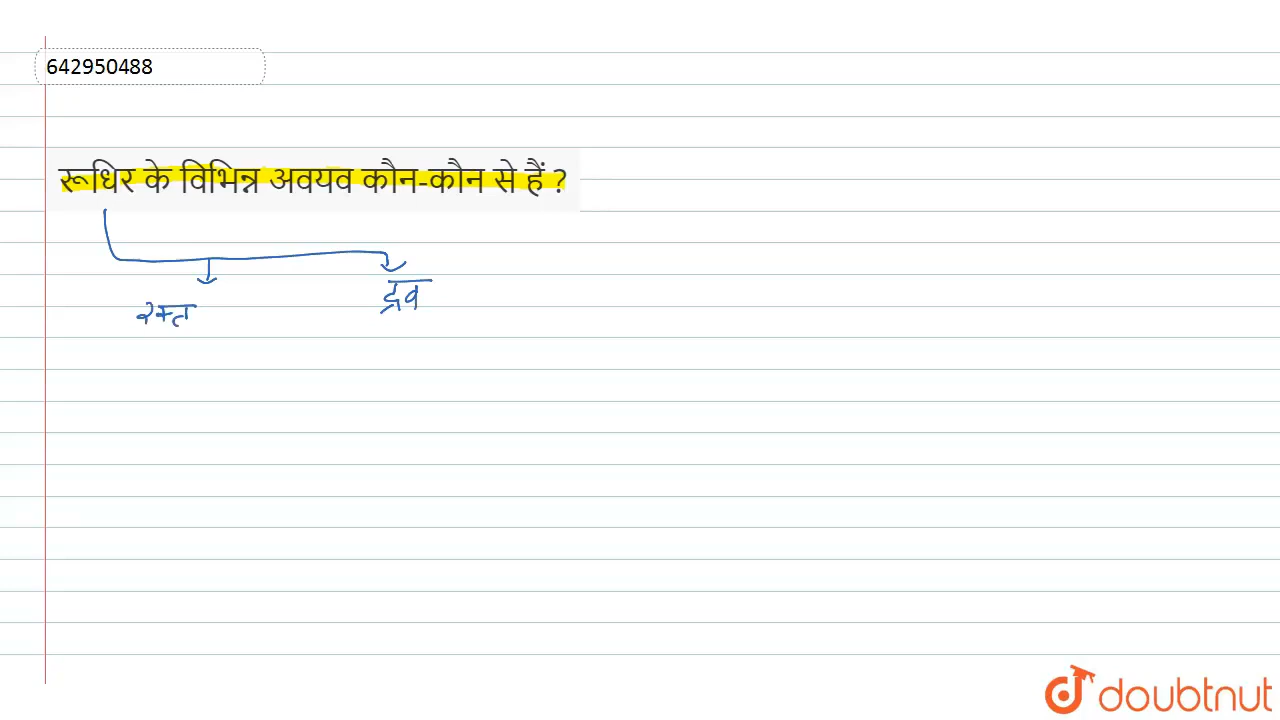 642950488
रूधिर के विभिन्न अवयव कौन-कौन से हैं ?
रक्त
द्रव
doubtnut